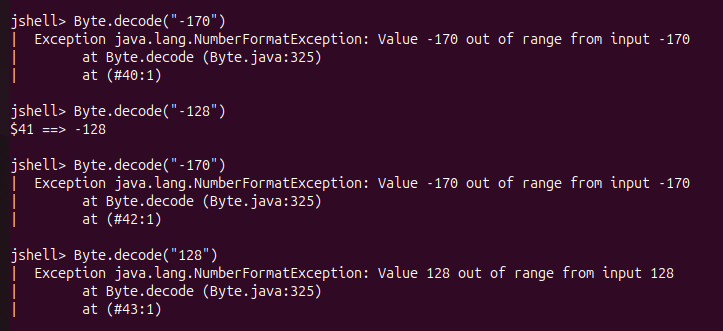 jshell> Byte.decode("-170")
|  Exception java.lang.NumberFormatException: Value -170 out of range from input -170
|        at Byte.decode (Byte.java:325)
|        at (#40:1)
jshell> Byte.decode("-128")
$41 ==> -128
jshell> Byte.decode("-170")
|  Exception java.lang.NumberFormatException: Value -170 out of range from input -170
|        at Byte.decode (Byte.java:325)
|        at (#42:1)
jshell> Byte.decode("128")
|  Exception java.lang.NumberFormatException: Value 128 out of range from input 128
|        at Byte.decode (Byte.java:325)
|        at (#43:1)